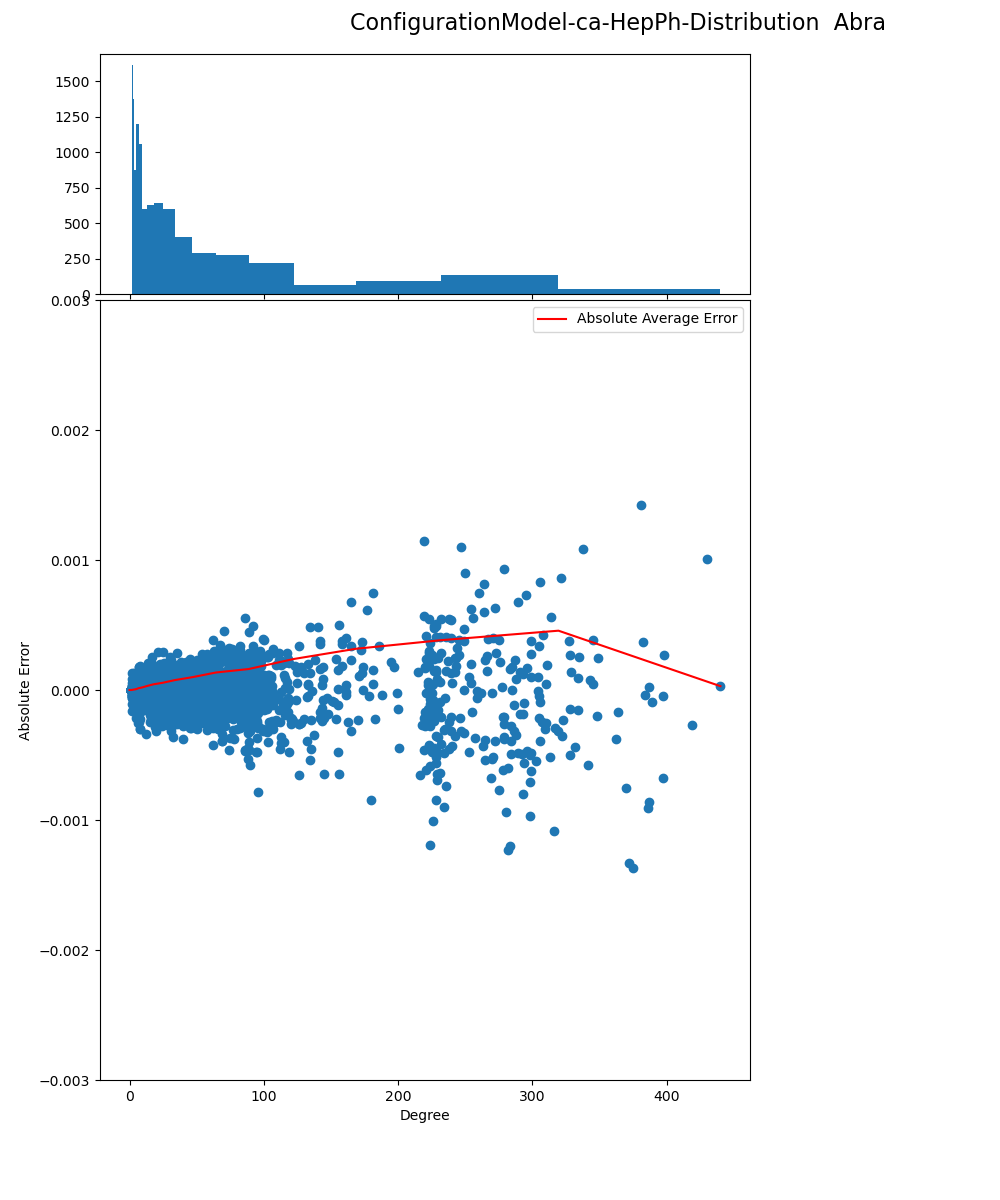 ConfigurationModel-ca-HepPh-Distribution  Abra
1500
1250
1000
750
500
250
0
0.003
Absolute Average Error
0.002
0.001
0.000
−0.001
−0.002
−0.003
Absolute Error
0 100 200 300 400
Degree